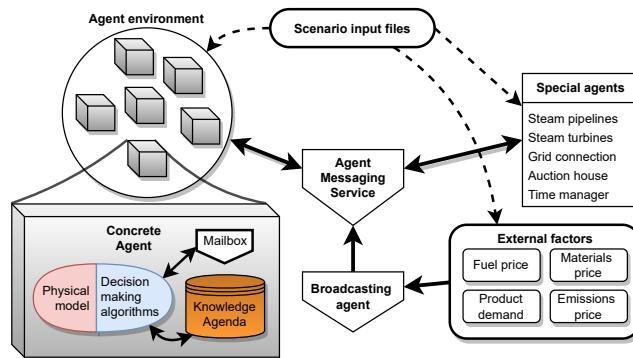 Agent environment
Scenario input files
Special agents
Steam pipelines
Steam turbines
Grid connection
Auction house
Time manager
Agent
Messaging
Service
Concrete
Agent
Mailbox
Physical
model
Decision
making
algorithms
Knowledge
Agenda
Broadcasting
agent
External factors
Fuel price
Materials
price
Product
demand
Emissions
price